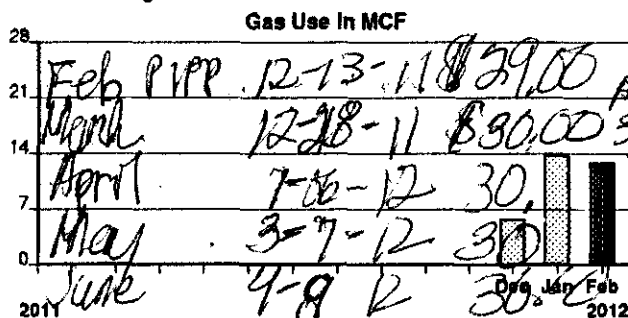 Gas Use In MCF
28
Feb PIPP 12-13-11 $29.00
21
March 12-28-11 $30.00
14
April 7-06-12 30.
7
May 3-7-12 30
0
June 4-9 12 30.
Dec Jan Feb
2011 2012